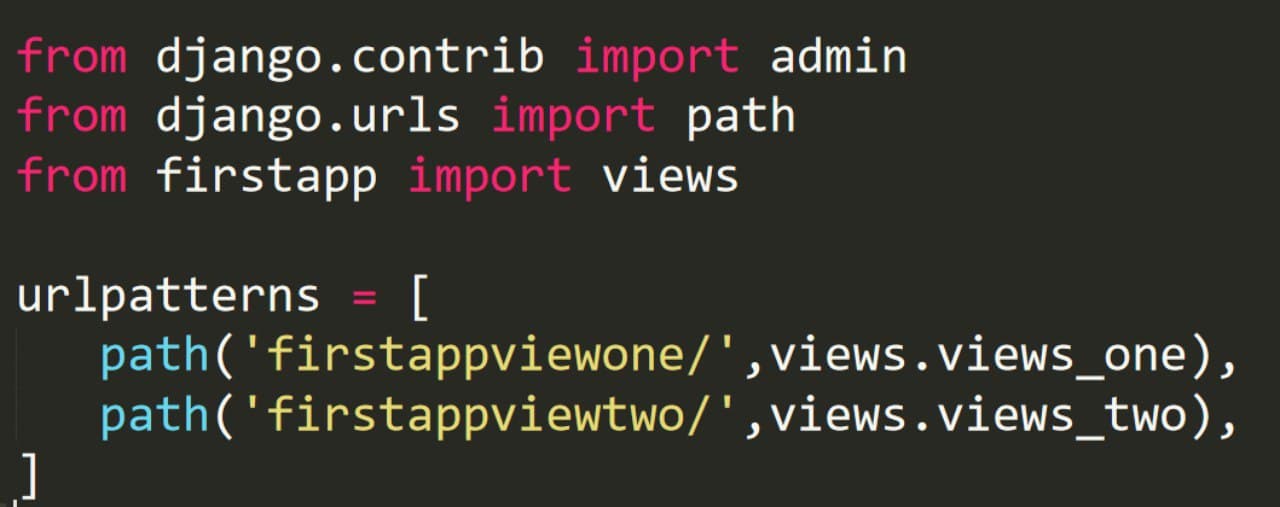 from django.contrib import admin
from django.urls import path
from firstapp import views
urlpatterns = [
path('firstappviewone/',views.views_one),
path('firstappviewtwo/',views.views_two),
]